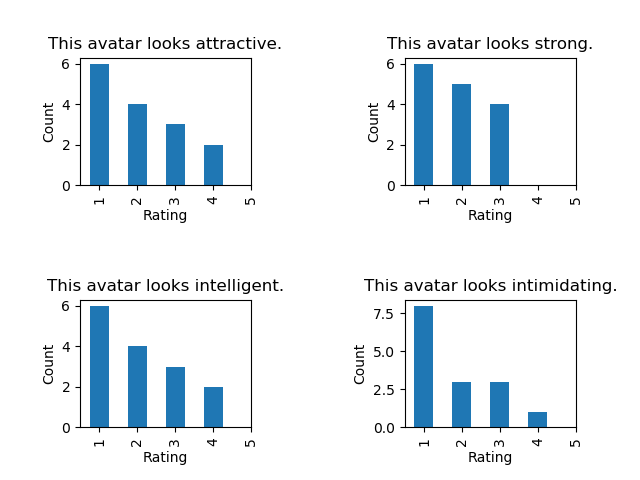 This avatar looks attractive.
6
4
2
0
Count
1 2 3 4 5
Rating
This avatar looks strong.
6
4
2
0
Count
1 2 3 4 5
Rating
This avatar looks intelligent.
6
4
2
0
Count
1 2 3 4 5
Rating
This avatar looks intimidating.
7.5
5.0
2.5
0.0
Count
1 2 3 4 5
Rating